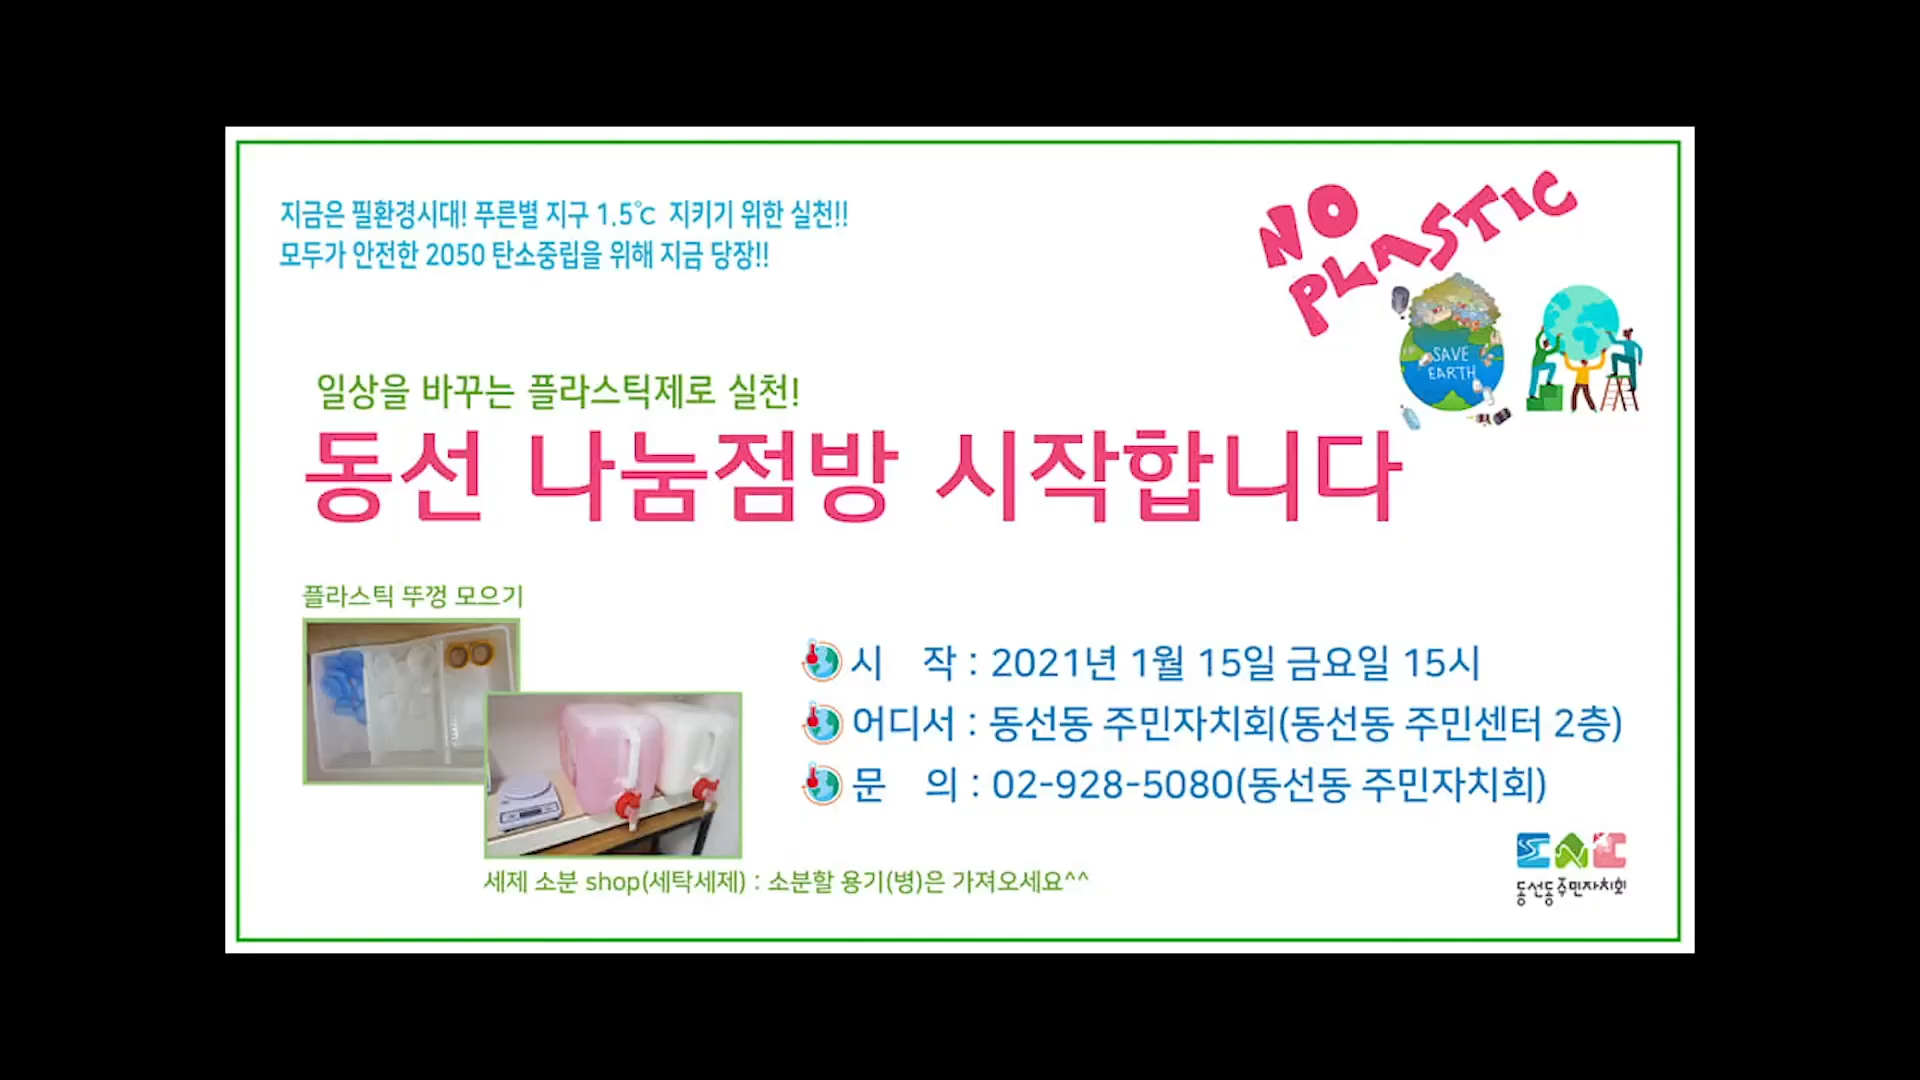 지금은 필환경시대! 푸른별 지구 1.5℃ 지키기 위한 실천!!
모두가 안전한 2050 탄소중립을 위해 지금 당장!!
NO
PLASTIC
SAVE
EARTH
일상을 바꾸는 플라스틱제로 실천!
동선 나눔점방 시작합니다
플라스틱 뚜껑 모으기
시 작 : 2021년 1월 15일 금요일 15시
어디서 : 동선동 주민자치회(동선동 주민센터 2층)
문 의 : 02-928-5080(동선동 주민자치회)
세제 소분 shop(세탁세제) : 소분할 용기(병)은 가져오세요^^
동선동주민자치회